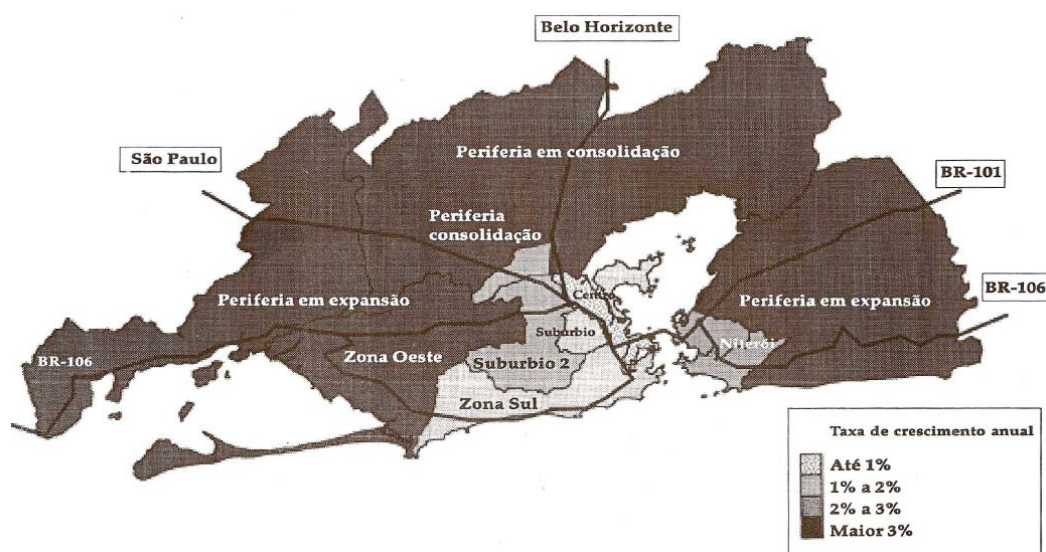 Belo Horizonte
São Paulo
Periferia em consolidação
BR-101
Periferia
consolidação
Centro
Periferia em expansão
Periferia em expansão
BR-106
Suburbio
BR-106
Zona Oeste
Suburbio 2
Niterói
Zona Sul
Taxa de crescimento anual
Até 1%
1% a 2%
2% a 3%
Maior 3%